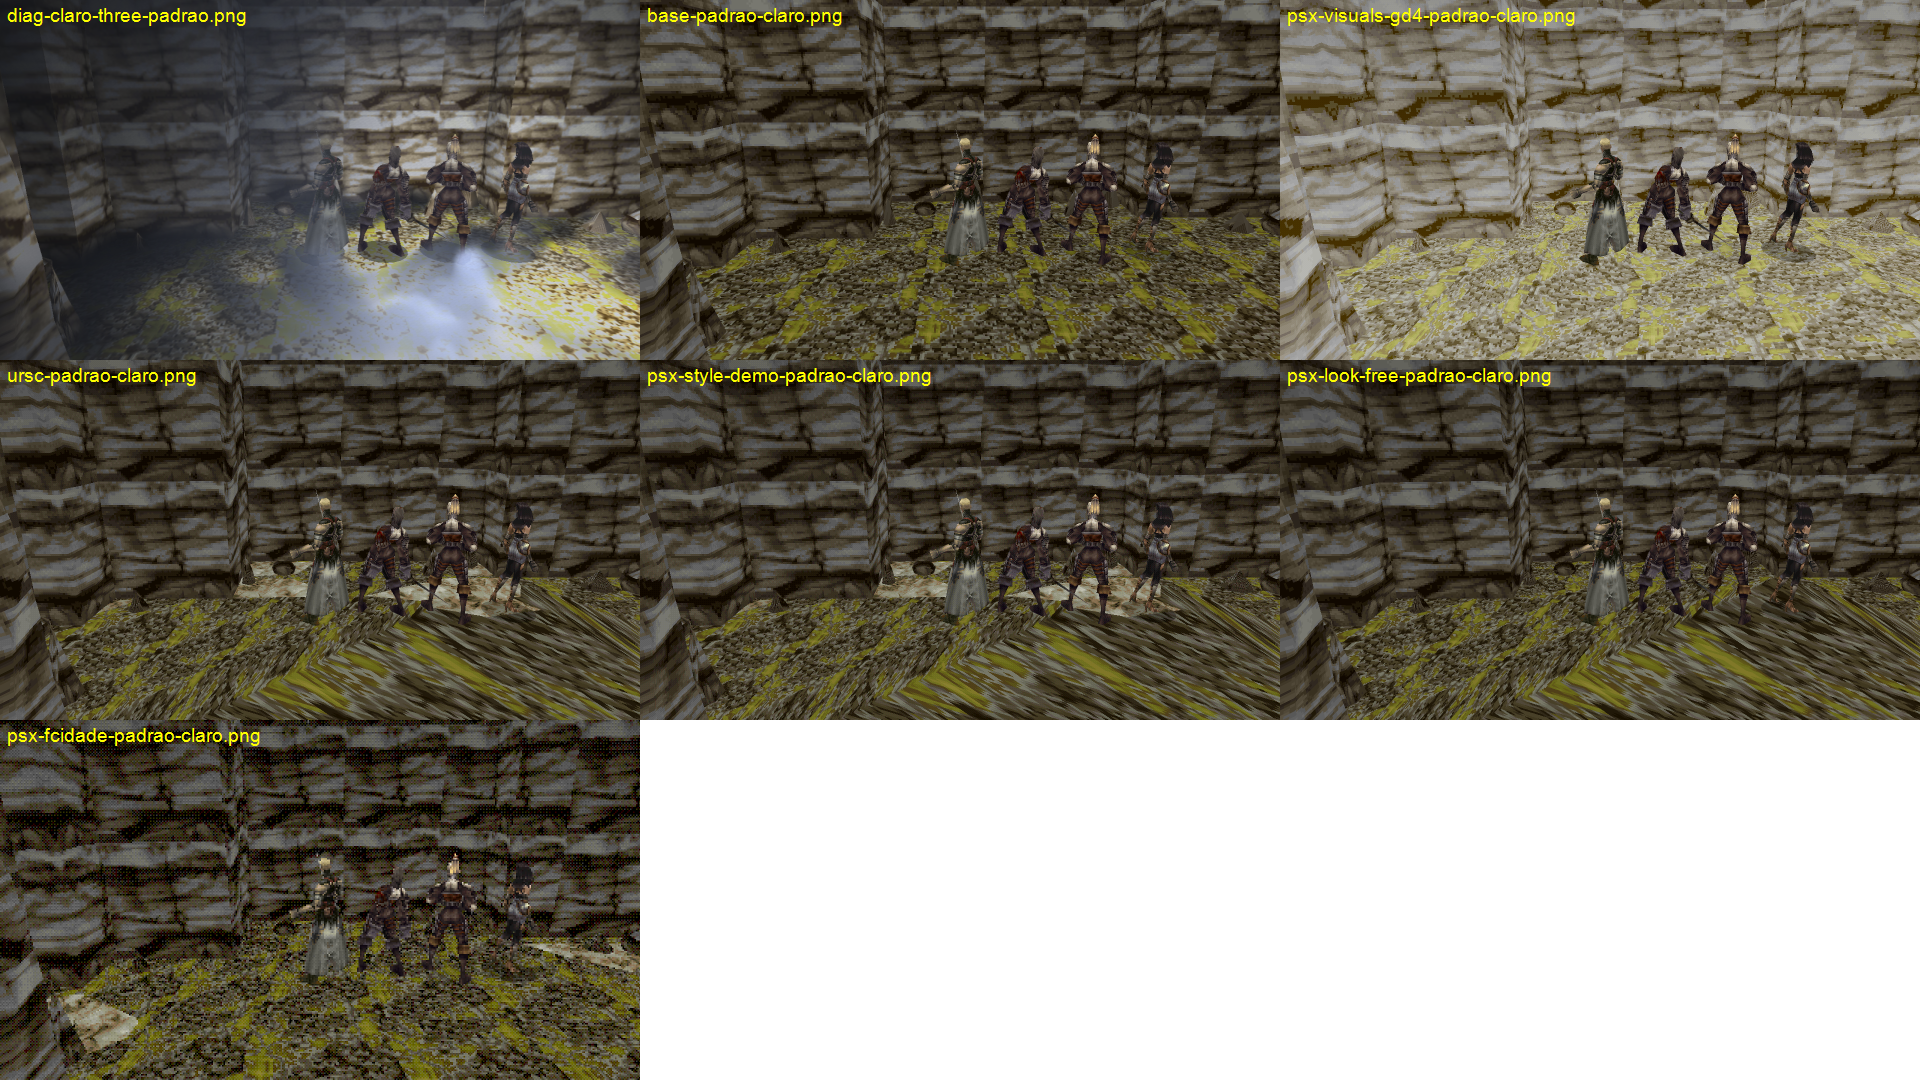 diag-claro-three-padrao.png
base-padrao-claro.png
psx-visuals-gd4-padrao-claro.png
ursc-padrao-claro.png
psx-style-demo-padrao-claro.png
psx-look-free-padrao-claro.png
psx-fcidade-padrao-claro.png